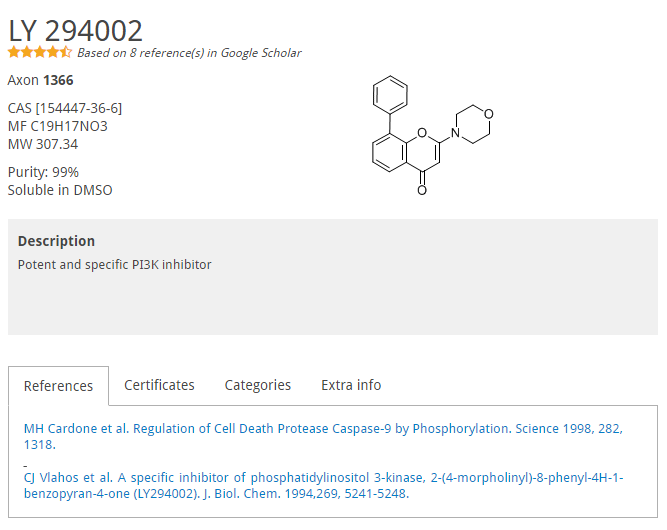 LY 294002
Based on 8 reference(s) in Google Scholar
Axon 1366
CAS [154447-36-6]
MF C19H17NO3
MW 307.34
Purity: 99%
Soluble in DMSO
O
N
O
O
Description
Potent and specific PI3K inhibitor
References Certificates Categories Extra info
MH Cardone et al. Regulation of Cell Death Protease Caspase-9 by Phosphorylation. Science 1998, 282,
1318.
-
CJ Vlahos et al. A specific inhibitor of phosphatidylinositol 3-kinase, 2-(4-morpholinyl)-8-phenyl-4H-1-
benzopyran-4-one (LY294002). J. Biol. Chem. 1994,269, 5241-5248.